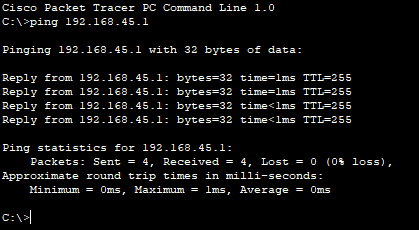 Cisco Packet Tracer PC Command Line 1.0
C:\>ping 192.168.45.1
Pinging 192.168.45.1 with 32 bytes of data:
Reply from 192.168.45.1: bytes=32 time=1ms TTL=255
Reply from 192.168.45.1: bytes=32 time=1ms TTL=255
Reply from 192.168.45.1: bytes=32 time<1ms TTL=255
Reply from 192.168.45.1: bytes=32 time<1ms TTL=255
Ping statistics for 192.168.45.1:
Packets: Sent = 4, Received = 4, Lost = 0 (0% loss),
Approximate round trip times in milli-seconds:
Minimum = 0ms, Maximum = 1ms, Average = 0ms
C:\>